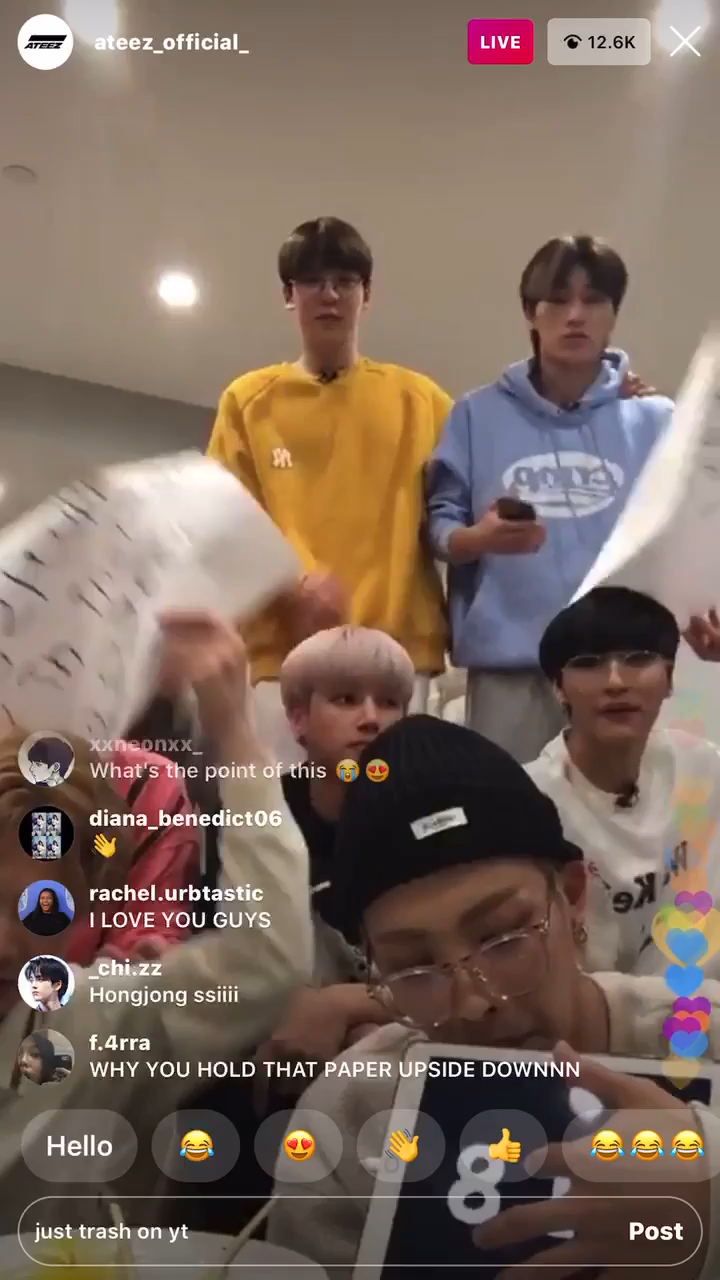 ATEEZ
ateez_official_
LIVE
12.6K
xxneonxx_
What's the point of this 😭😍
diana_benedict06
👋
rachel.urbtastic
I LOVE YOU GUYS
_chi.zz
Hongjong ssiiii
f.4rra
WHY YOU HOLD THAT PAPER UPSIDE DOWNNN
Hello
😂
😍
👋
👍
😂😂😂
8
just trash on yt
Post